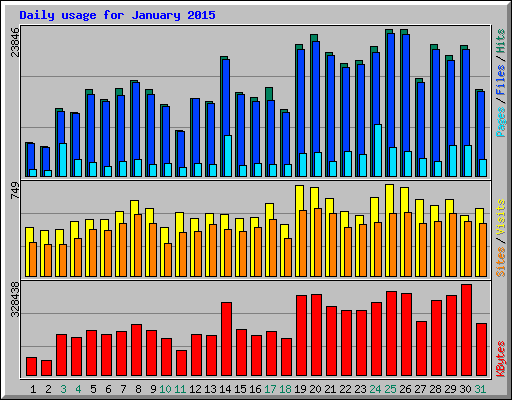 Daily usage for January 2015
23846
Pages / Files / Hits
749
Sites / Visits
328438
KBytes
1 2 3 4 5 6 7 8 9 10 11 12 13 14 15 16 17 18 19 20 21 22 23 24 25 26 27 28 29 30 31